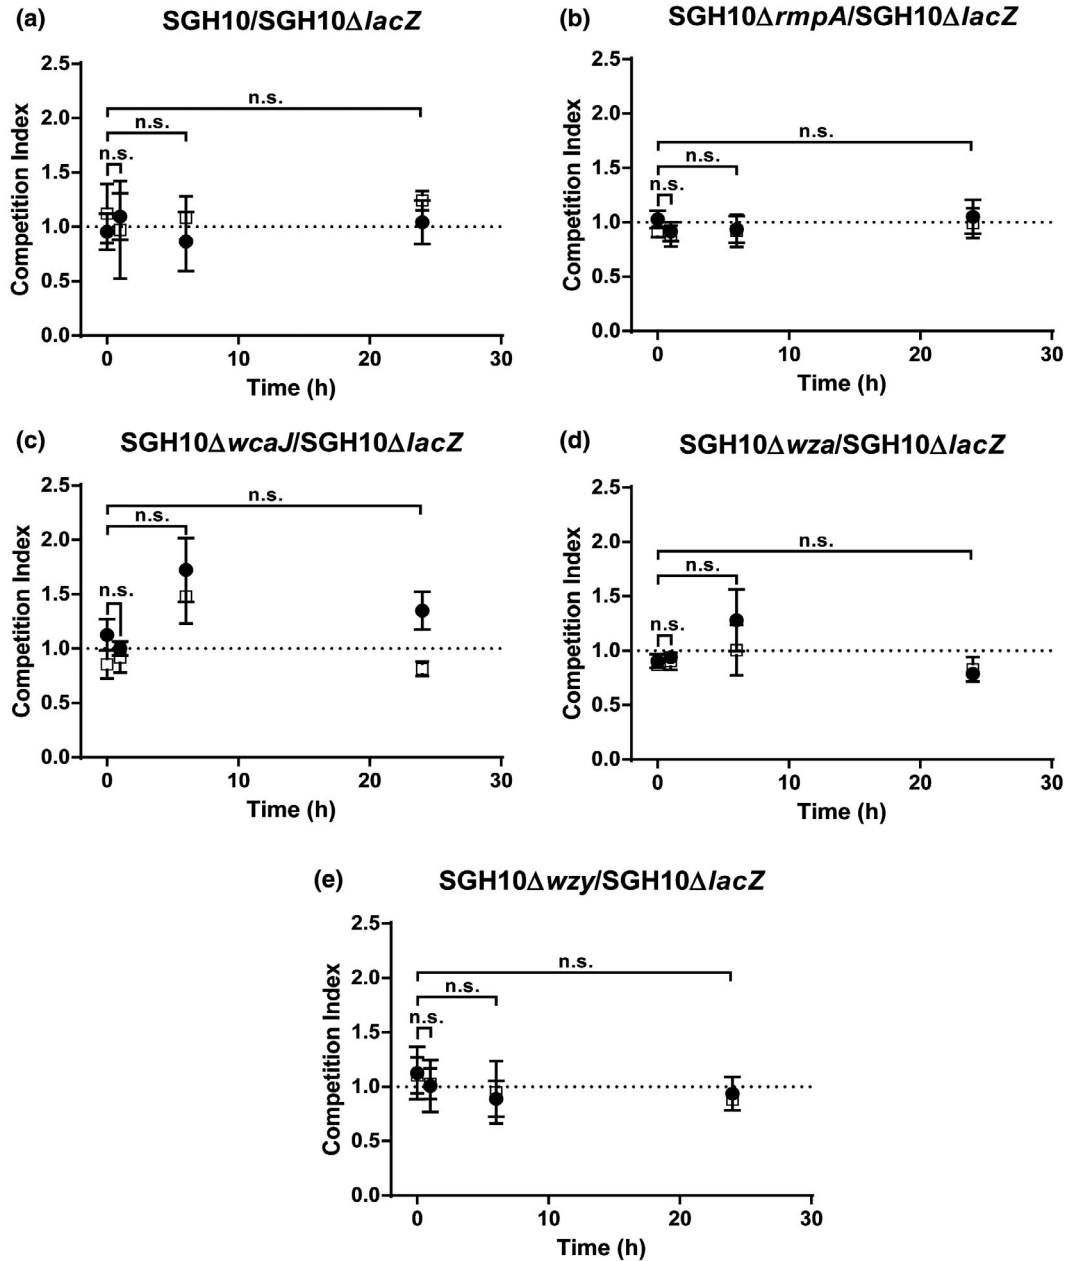 (a) SGH10/SGH10ΔlacZ
Competition Index
2.5
2.0
1.5
1.0
0.5
0.0
n.s.
n.s.
n.s.
0 10 20 30
Time (h)
(b) SGH10ΔrmpA/SGH10ΔlacZ
Competition Index
2.5
2.0
1.5
1.0
0.5
0.0
n.s.
n.s.
n.s.
0 10 20 30
Time (h)
(c) SGH10ΔwcaJ/SGH10ΔlacZ
Competition Index
2.5
2.0
1.5
1.0
0.5
0.0
n.s.
n.s.
n.s.
0 10 20 30
Time (h)
(d) SGH10Δwza/SGH10ΔlacZ
Competition Index
2.5
2.0
1.5
1.0
0.5
0.0
n.s.
n.s.
n.s.
0 10 20 30
Time (h)
(e) SGH10Δwzy/SGH10ΔlacZ
Competition Index
2.5
2.0
1.5
1.0
0.5
0.0
n.s.
n.s.
n.s.
0 10 20 30
Time (h)